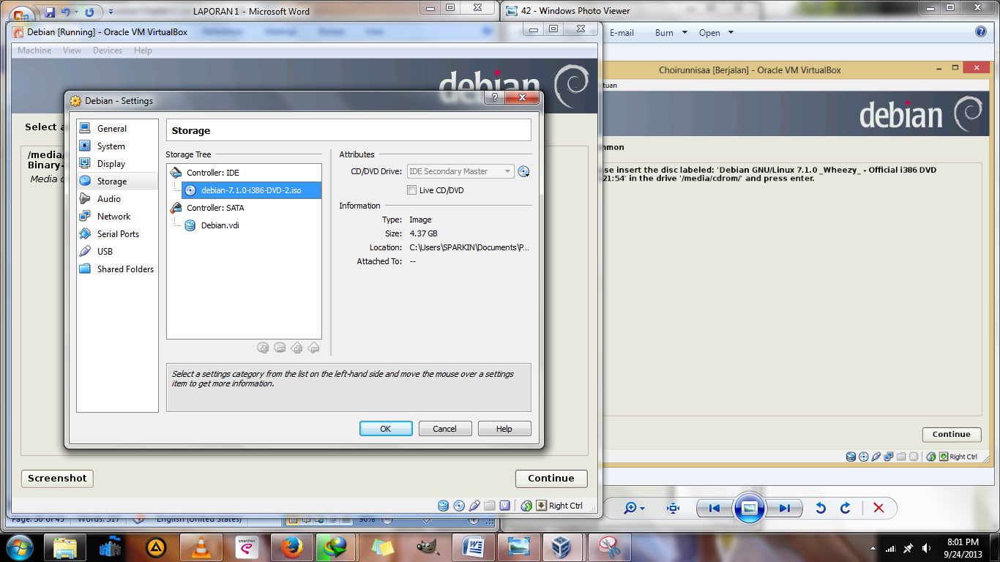 LAPORAN 1 - Microsoft Word
42 - Windows Photo Viewer
Debian [Running] - Oracle VM VirtualBox
E-mail
Burn
Open
Machine View Devices Help
debian
Choirunnisaa [Berjalan] - Oracle VM VirtualBox
tuan
debian
Debian - Settings
Select a
/media/
Binary-
Media c
General
System
Display
Storage
Audio
Network
Serial Ports
USB
Shared Folders
Storage
Storage Tree
Controller: IDE
debian-7.1.0-i386-DVD-2.iso
Controller: SATA
Debian.vdi
Attributes
CD/DVD Drive: IDE Secondary Master
Live CD/DVD
Information
Type: Image
Size: 4.37 GB
Location: C:\Users\SPARKIN\Documents\P...
Attached To: --
Select a settings category from the list on the left-hand side and move the mouse over a settings
item to get more information.
OK
Cancel
Help
Screenshot
Continue
Right Ctrl
mmon
se insert the disc labeled: 'Debian GNU/Linux 7.1.0 _Wheezy_ - Official i386 DVD
21:54' in the drive '/media/cdrom/' and press enter.
Continue
Right Ctrl
Page: 30 of 45
Words: 317
English (United States)
90%
smartfren
8:01 PM
9/24/2013